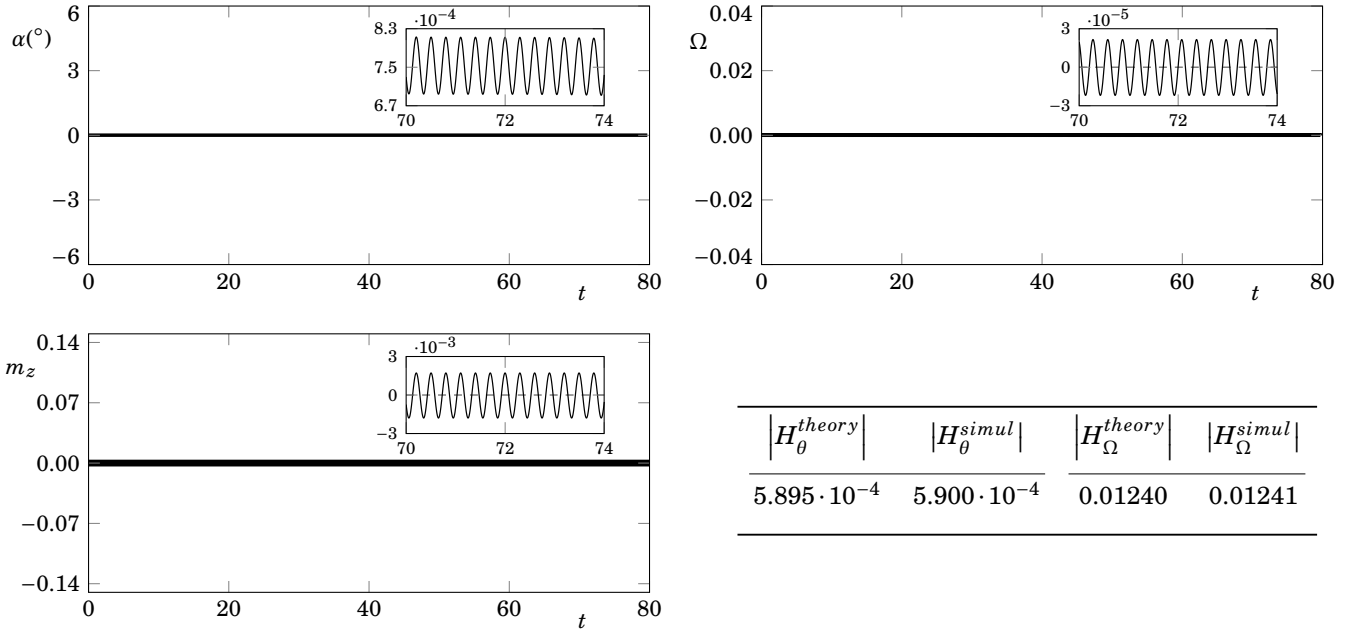 α(°)
6
3
0
−3
−6
0 20 40 60 80
t
·10⁻⁴
8.3
7.5
6.7
70 72 74
Ω
0.04
0.02
0.00
−0.02
−0.04
0 20 40 60 80
t
·10⁻⁵
3
0
−3
70 72 74
m_z
0.14
0.07
0.00
−0.07
−0.14
0 20 40 60 80
t
·10⁻³
3
0
−3
70 72 74
|H_θ^{theory}| |H_θ^{simul}| |H_Ω^{theory}| |H_Ω^{simul}|
5.895·10⁻⁴ 5.900·10⁻⁴ 0.01240 0.01241